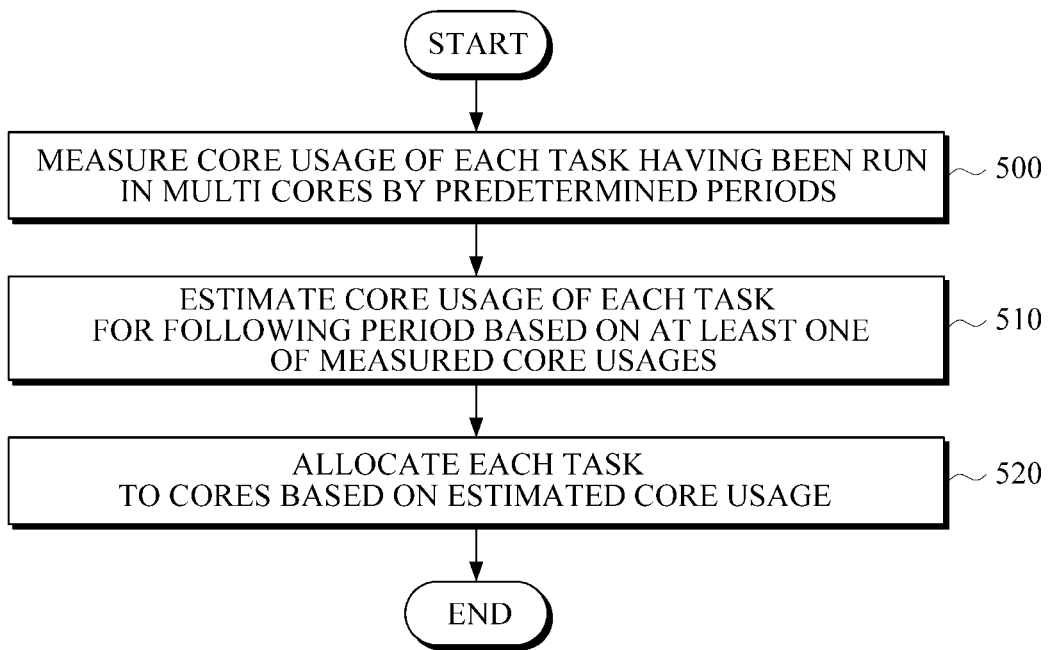 START
MEASURE CORE USAGE OF EACH TASK HAVING BEEN RUN
IN MULTI CORES BY PREDETERMINED PERIODS
500
ESTIMATE CORE USAGE OF EACH TASK
FOR FOLLOWING PERIOD BASED ON AT LEAST ONE
OF MEASURED CORE USAGES
510
ALLOCATE EACH TASK
TO CORES BASED ON ESTIMATED CORE USAGE
520
END